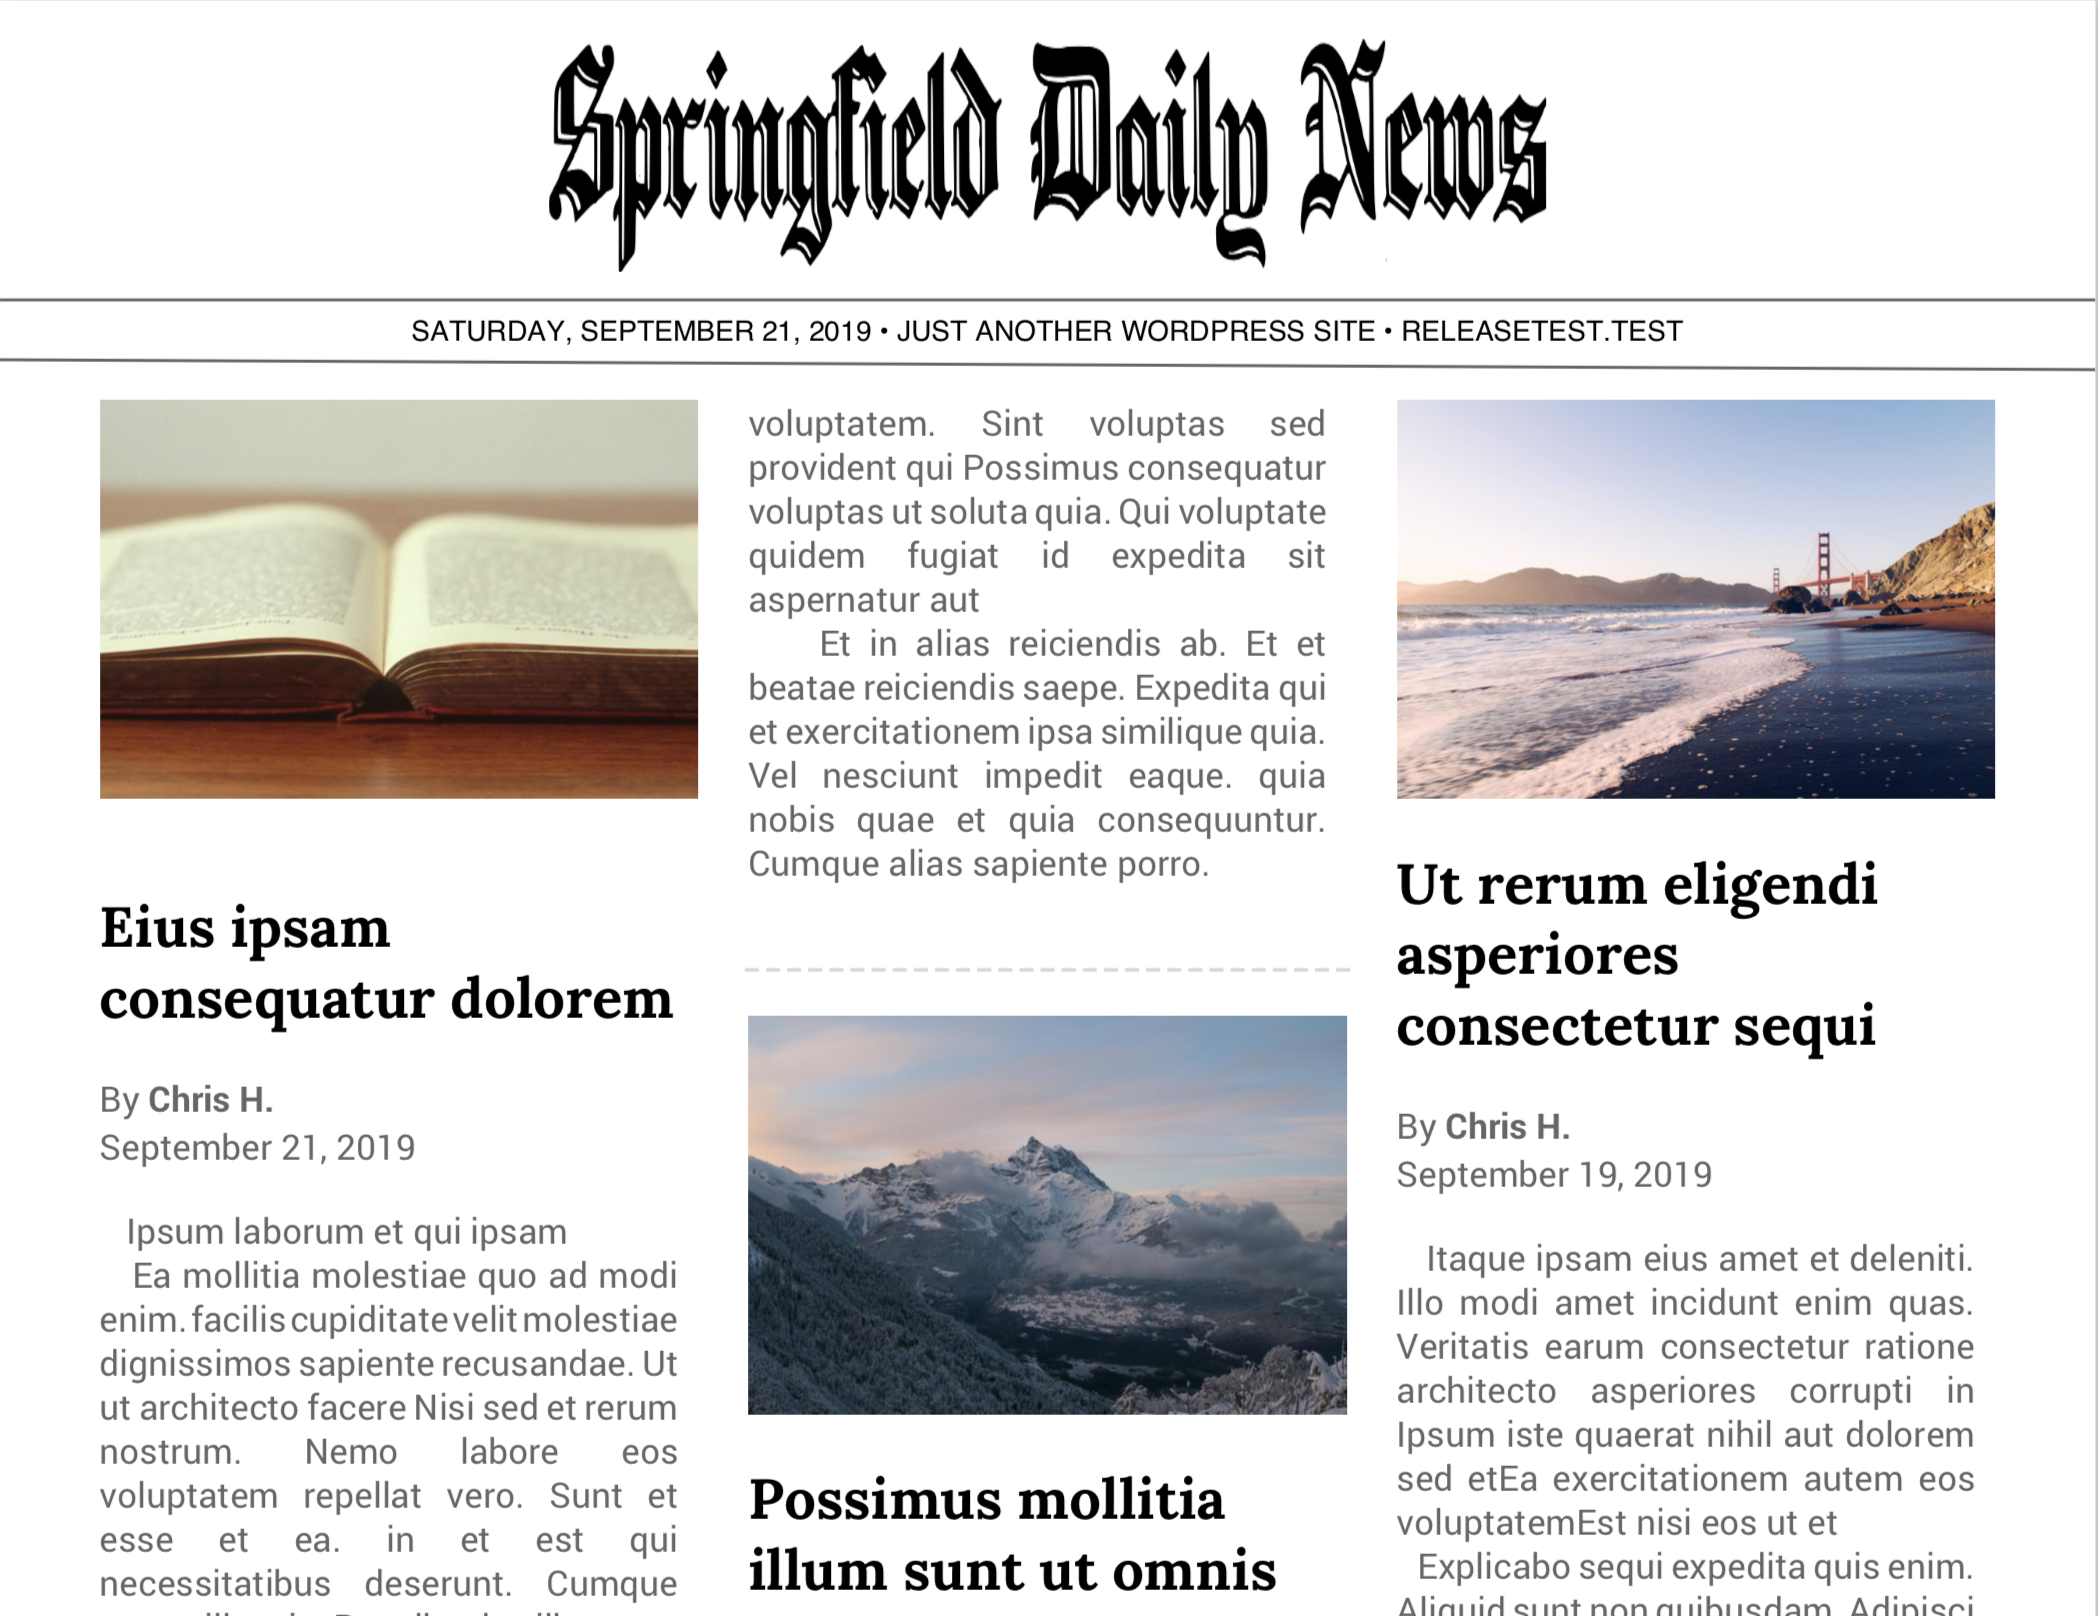 Springfield Daily News
SATURDAY, SEPTEMBER 21, 2019 • JUST ANOTHER WORDPRESS SITE • RELEASETEST.TEST
Eius ipsam
consequatur dolorem
By Chris H.
September 21, 2019
Ipsum laborum et qui ipsam
Ea mollitia molestiae quo ad modi
enim. facilis cupiditate velit molestiae
dignissimos sapiente recusandae. Ut
ut architecto facere Nisi sed et rerum
nostrum. Nemo labore eos
voluptatem repellat vero. Sunt et
esse et ea. in et est qui
necessitatibus deserunt. Cumque
voluptatem. Sint voluptas sed
provident qui Possimus consequatur
voluptas ut soluta quia. Qui voluptate
quidem fugiat id expedita sit
aspernatur aut
Et in alias reiciendis ab. Et et
beatae reiciendis saepe. Expedita qui
et exercitationem ipsa similique quia.
Vel nesciunt impedit eaque. quia
nobis quae et quia consequuntur.
Cumque alias sapiente porro.
Possimus mollitia
illum sunt ut omnis
Ut rerum eligendi
asperiores
consectetur sequi
By Chris H.
September 19, 2019
Itaque ipsam eius amet et deleniti.
Illo modi amet incidunt enim quas.
Veritatis earum consectetur ratione
architecto asperiores corrupti in
Ipsum iste quaerat nihil aut dolorem
sed etEa exercitationem autem eos
voluptatemEst nisi eos ut et
Explicabo sequi expedita quis enim.
Aliquid sunt non quibusdam. Adipisci